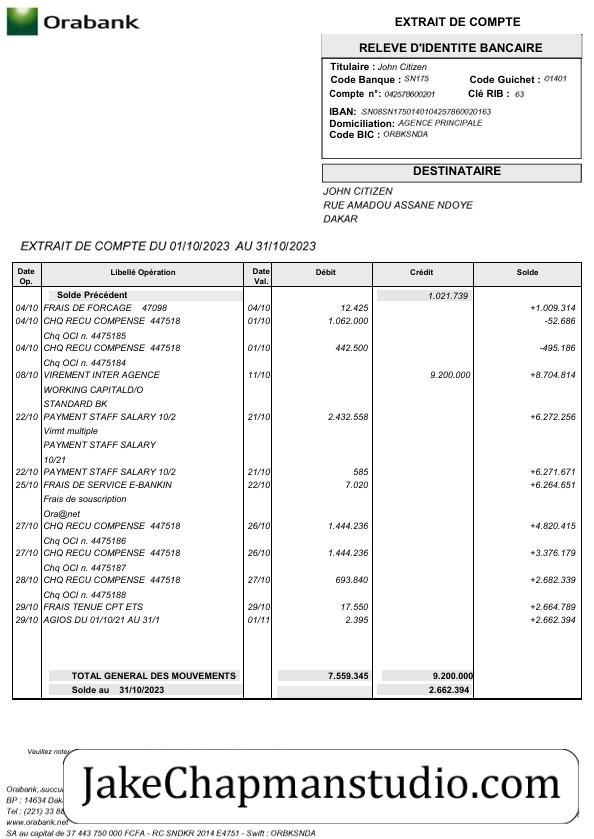 Orabank
EXTRAIT DE COMPTE
RELEVE D'IDENTITE BANCAIRE
Titulaire : John Citizen
Code Banque : SN175 Code Guichet : 01401
Compte n°: 042578600201 Clé RIB : 63
IBAN: SN08SN1750140104257860020163
Domiciliation: AGENCE PRINCIPALE
Code BIC : ORBKSNDA
DESTINATAIRE
JOHN CITIZEN
RUE AMADOU ASSANE NDOYE
DAKAR
EXTRAIT DE COMPTE DU 01/10/2023 AU 31/10/2023
Date Op. Libellé Opération Date Val. Débit Crédit Solde
Solde Précédent 1.021.739
04/10 FRAIS DE FORCAGE 47098 04/10 12.425 +1.009.314
04/10 CHQ RECU COMPENSE 447518 01/10 1.062.000 -52.686
Chq OCI n. 4475185
04/10 CHQ RECU COMPENSE 447518 01/10 442.500 -495.186
Chq OCI n. 4475184
08/10 VIREMENT INTER AGENCE 11/10 9.200.000 +8.704.814
WORKING CAPITALD/O
STANDARD BK
22/10 PAYMENT STAFF SALARY 10/2 21/10 2.432.558 +6.272.256
Virmt multiple
PAYMENT STAFF SALARY
10/21
22/10 PAYMENT STAFF SALARY 10/2 21/10 585 +6.271.671
25/10 FRAIS DE SERVICE E-BANKIN 22/10 7.020 +6.264.651
Frais de souscription
Ora@net
27/10 CHQ RECU COMPENSE 447518 26/10 1.444.236 +4.820.415
Chq OCI n. 4475186
27/10 CHQ RECU COMPENSE 447518 26/10 1.444.236 +3.376.179
Chq OCI n. 4475187
28/10 CHQ RECU COMPENSE 447518 27/10 693.840 +2.682.339
Chq OCI n. 4475188
29/10 FRAIS TENUE CPT ETS 29/10 17.550 +2.664.789
29/10 AGIOS DU 01/10/21 AU 31/1 01/11 2.395 +2.662.394
TOTAL GENERAL DES MOUVEMENTS 7.559.345 9.200.000
Solde au 31/10/2023 2.662.394
Veuillez
JakeChapmanstudio.com
Orabank,
BP : 14634
Tel : (221) 33
www.orabank.
SA au capital de 37 443 750 000 FCFA - RC SNDKR 2014 E4751 - Swift : ORBKSNDA